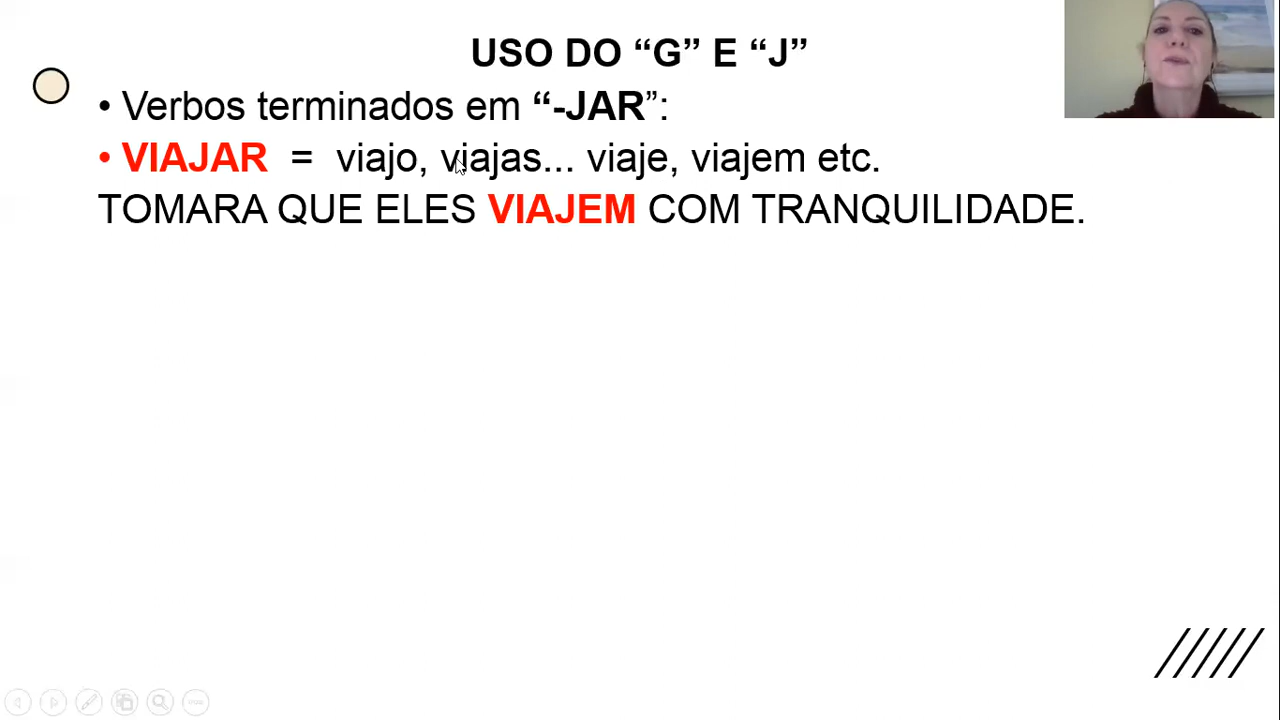 USO DO “G” E “J”
• Verbos terminados em “-JAR”:
• VIAJAR = viajo, viajas... viaje, viajem etc.
TOMARA QUE ELES VIAJEM COM TRANQUILIDADE.